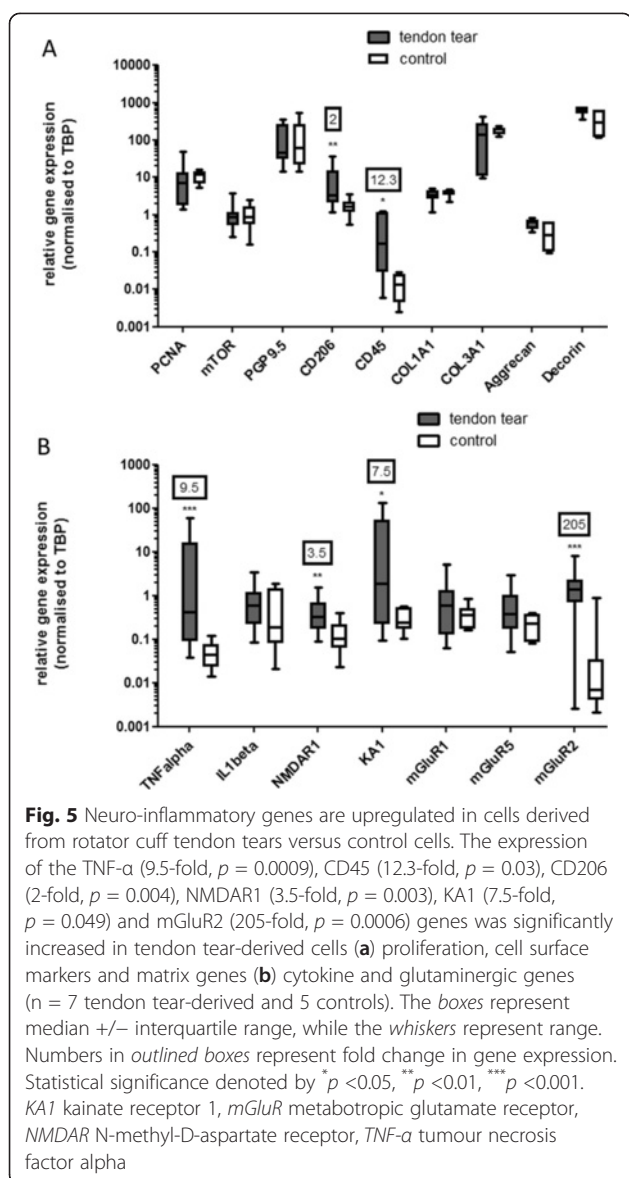 A
tendon tear
control
relative gene expression
(normalised to TBP)
10000
1000
100
10
1
0.1
0.01
0.001
2
**
12.3
*
PCNA
mTOR
PGP9.5
CD206
CD45
COL1A1
COL3A1
Aggrecan
Decorin
B
tendon tear
control
relative gene expression
(normalised to TBP)
1000
100
10
1
0.1
0.01
0.001
9.5
***
3.5
**
7.5
*
205
***
TNFalpha
IL1beta
NMDAR1
KA1
mGluR1
mGluR5
mGluR2
Fig. 5 Neuro-inflammatory genes are upregulated in cells derived
from rotator cuff tendon tears versus control cells. The expression
of the TNF-α (9.5-fold, p = 0.0009), CD45 (12.3-fold, p = 0.03), CD206
(2-fold, p = 0.004), NMDAR1 (3.5-fold, p = 0.003), KA1 (7.5-fold,
p = 0.049) and mGluR2 (205-fold, p = 0.0006) genes was significantly
increased in tendon tear-derived cells (a) proliferation, cell surface
markers and matrix genes (b) cytokine and glutaminergic genes
(n = 7 tendon tear-derived and 5 controls). The boxes represent
median +/− interquartile range, while the whiskers represent range.
Numbers in outlined boxes represent fold change in gene expression.
Statistical significance denoted by *p <0.05, **p <0.01, ***p <0.001.
KA1 kainate receptor 1, mGluR metabotropic glutamate receptor,
NMDAR N-methyl-D-aspartate receptor, TNF-α tumour necrosis
factor alpha